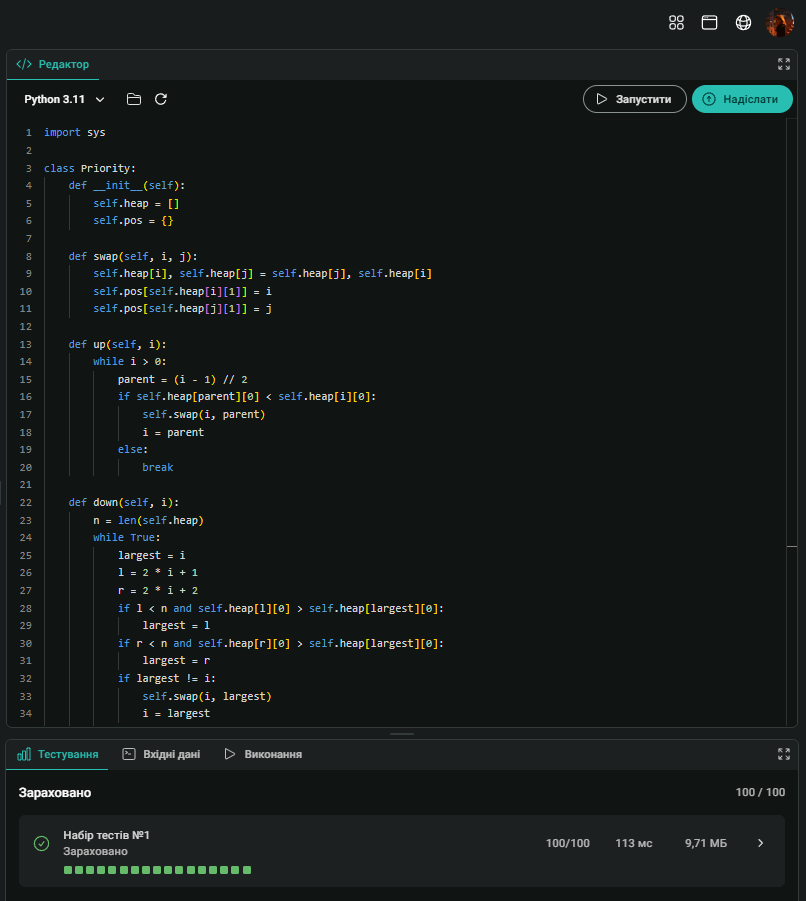 </> Редактор
Python 3.11
Запустити
Надіслати
1 import sys
2
3 class Priority:
4     def __init__(self):
5         self.heap = []
6         self.pos = {}
7
8     def swap(self, i, j):
9         self.heap[i], self.heap[j] = self.heap[j], self.heap[i]
10         self.pos[self.heap[i][1]] = i
11         self.pos[self.heap[j][1]] = j
12
13     def up(self, i):
14         while i > 0:
15             parent = (i - 1) // 2
16             if self.heap[parent][0] < self.heap[i][0]:
17                 self.swap(i, parent)
18                 i = parent
19             else:
20                 break
21
22     def down(self, i):
23         n = len(self.heap)
24         while True:
25             largest = i
26             l = 2 * i + 1
27             r = 2 * i + 2
28             if l < n and self.heap[l][0] > self.heap[largest][0]:
29                 largest = l
30             if r < n and self.heap[r][0] > self.heap[largest][0]:
31                 largest = r
32             if largest != i:
33                 self.swap(i, largest)
34                 i = largest
Тестування Вхідні дані Виконання
Зараховано 100 / 100
Набір тестів №1
Зараховано
100/100 113 мс 9,71 МБ